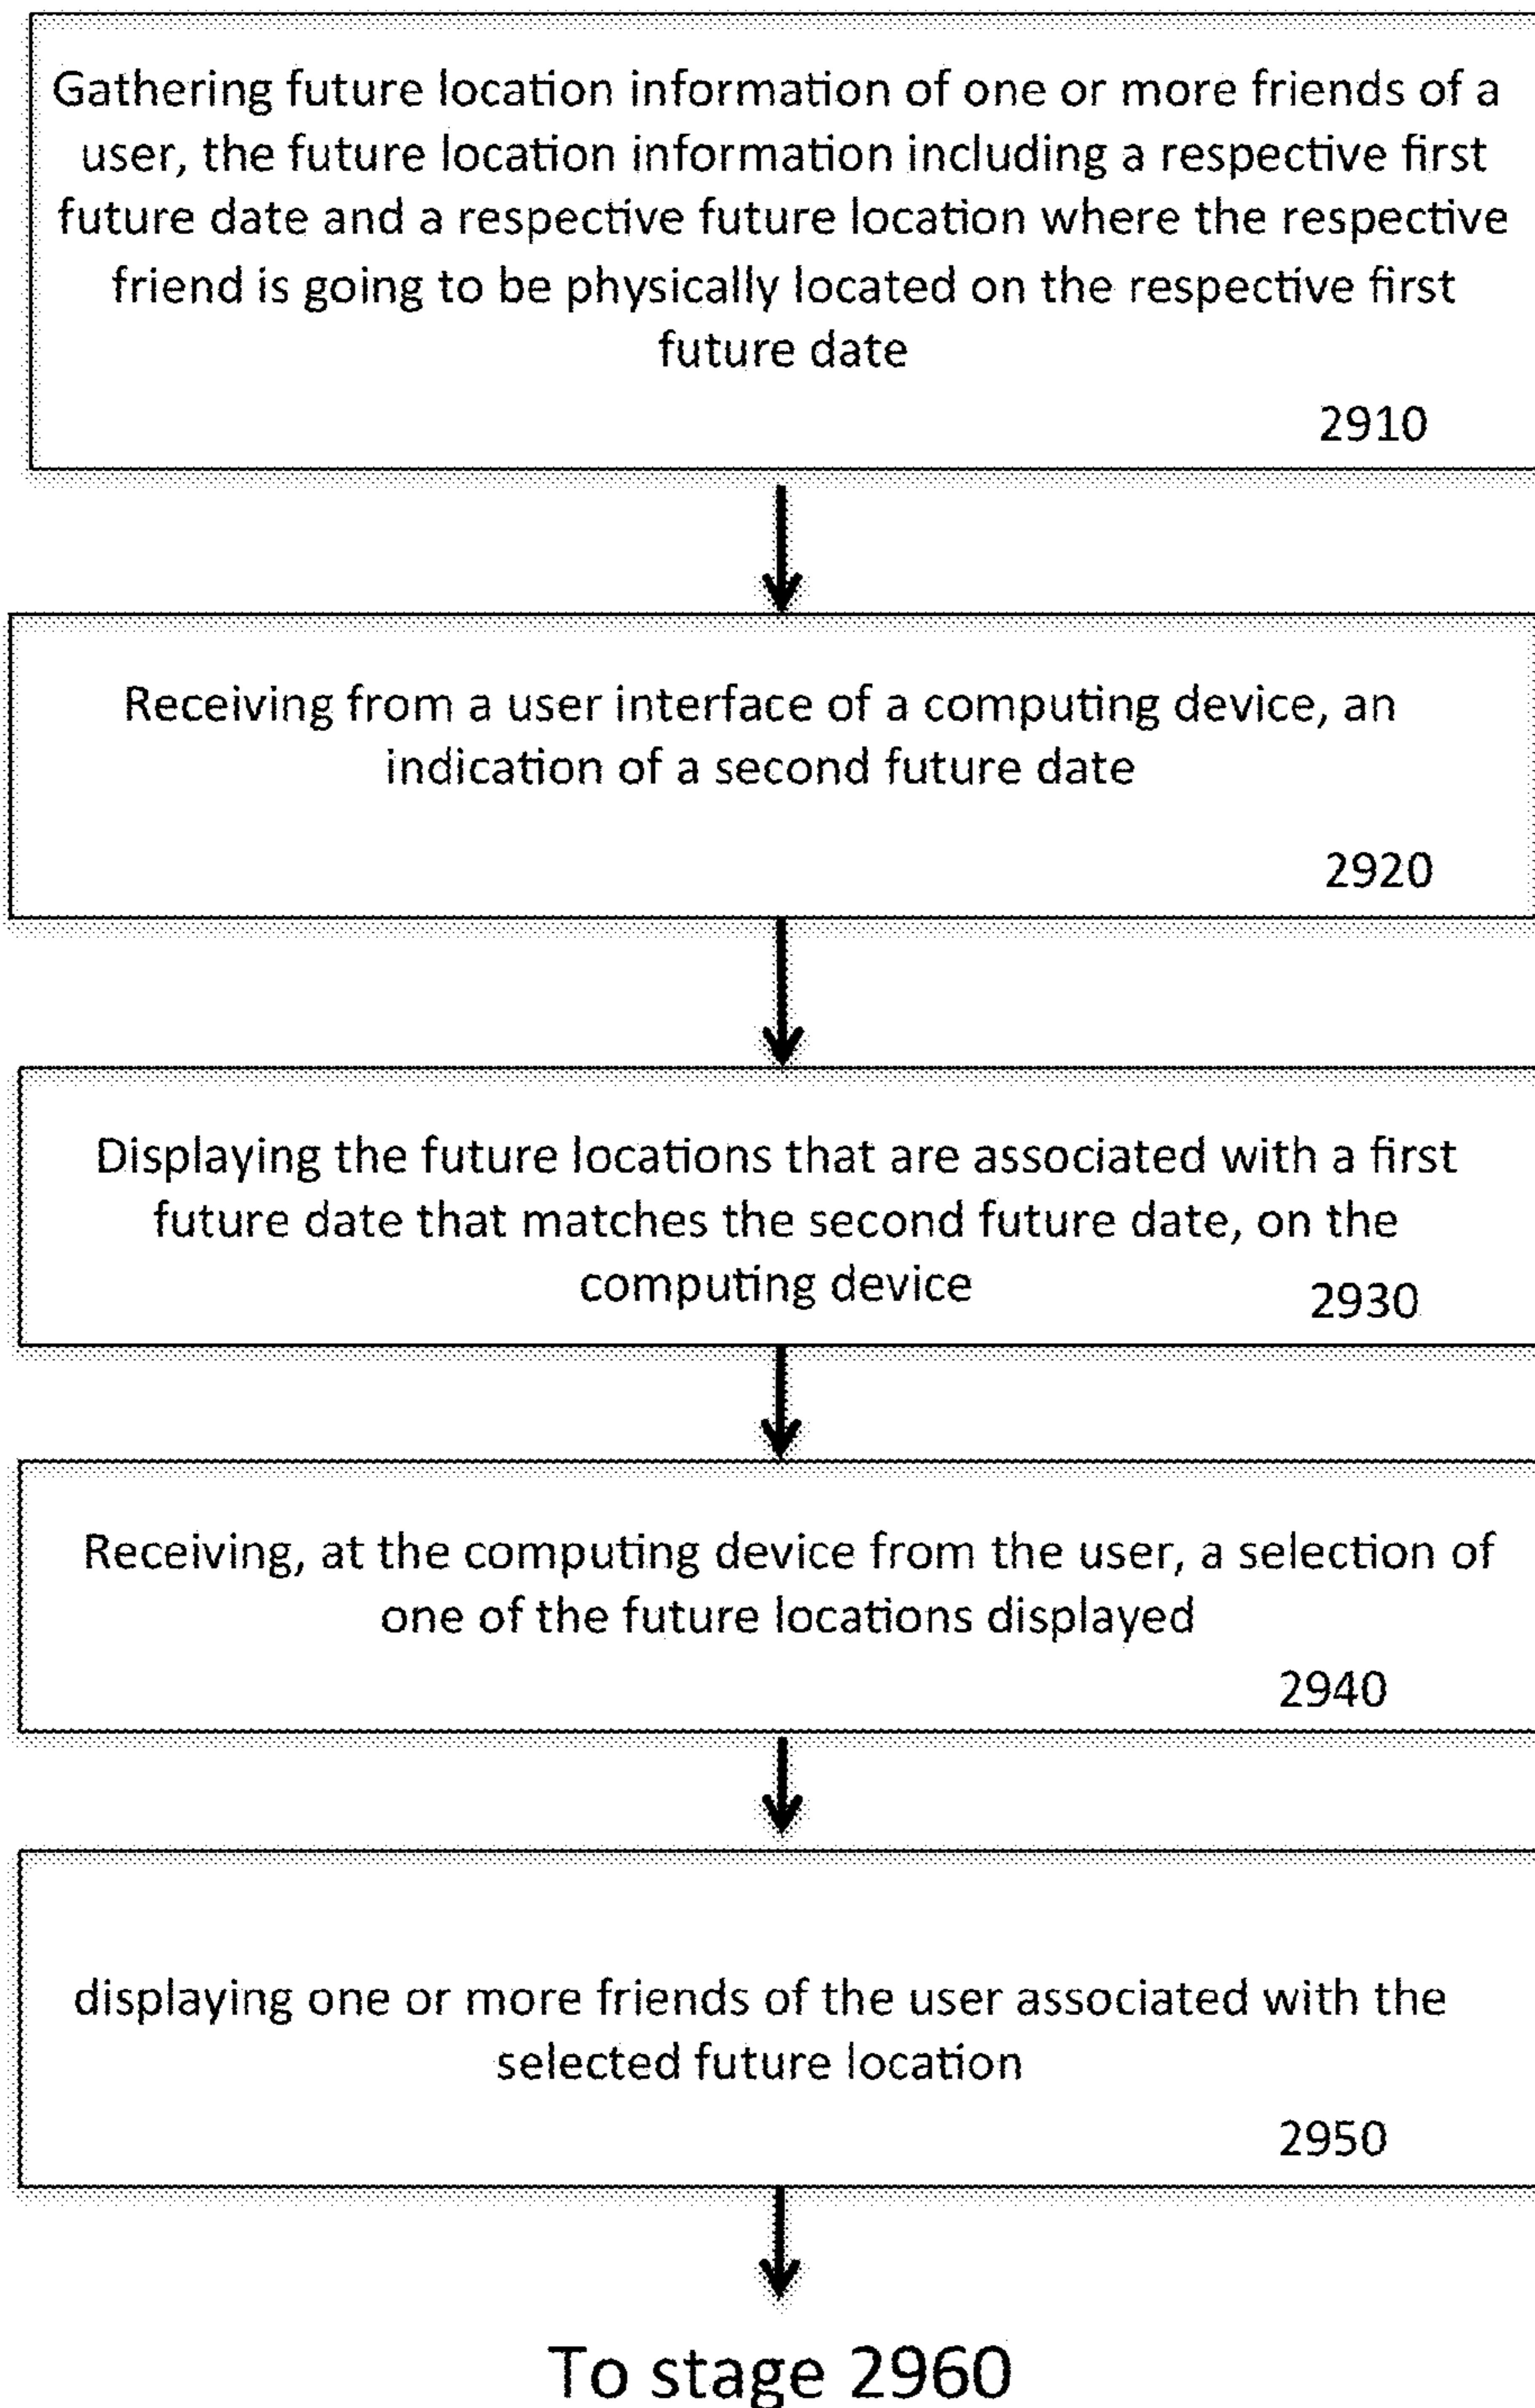 Gathering future location information of one or more friends of a
user, the future location information including a respective first
future date and a respective future location where the respective
friend is going to be physically located on the respective first
future date
2910
Receiving from a user interface of a computing device, an
indication of a second future date
2920
Displaying the future locations that are associated with a first
future date that matches the second future date, on the
computing device
2930
Receiving, at the computing device from the user, a selection of
one of the future locations displayed
2940
displaying one or more friends of the user associated with the
selected future location
2950
To stage 2960